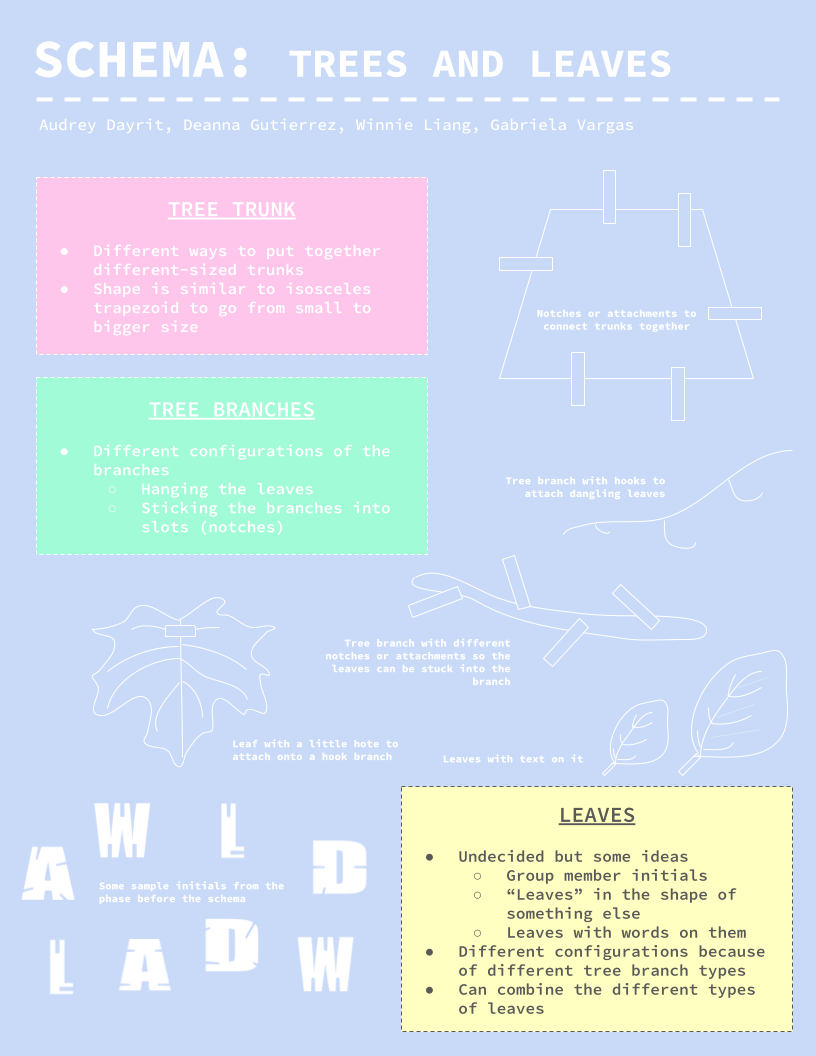 SCHEMA: TREES AND LEAVES
Audrey Dayrit, Deanna Gutierrez, Winnie Liang, Gabriela Vargas
TREE TRUNK
● Different ways to put together
different-sized trunks
● Shape is similar to isosceles
trapezoid to go from small to
bigger size
Notches or attachments to
connect trunks together
TREE BRANCHES
● Different configurations of the
branches
○ Hanging the leaves
○ Sticking the branches into
slots (notches)
Tree branch with hooks to
attach dangling leaves
Tree branch with different
notches or attachments so the
leaves can be stuck into the
branch
Leaf with a little hote to
attach onto a hook branch
Leaves with text on it
W L
A D
Some sample initials from the
phase before the schema
L A D W
LEAVES
● Undecided but some ideas
○ Group member initials
○ “Leaves” in the shape of
something else
○ Leaves with words on them
● Different configurations because
of different tree branch types
● Can combine the different types
of leaves